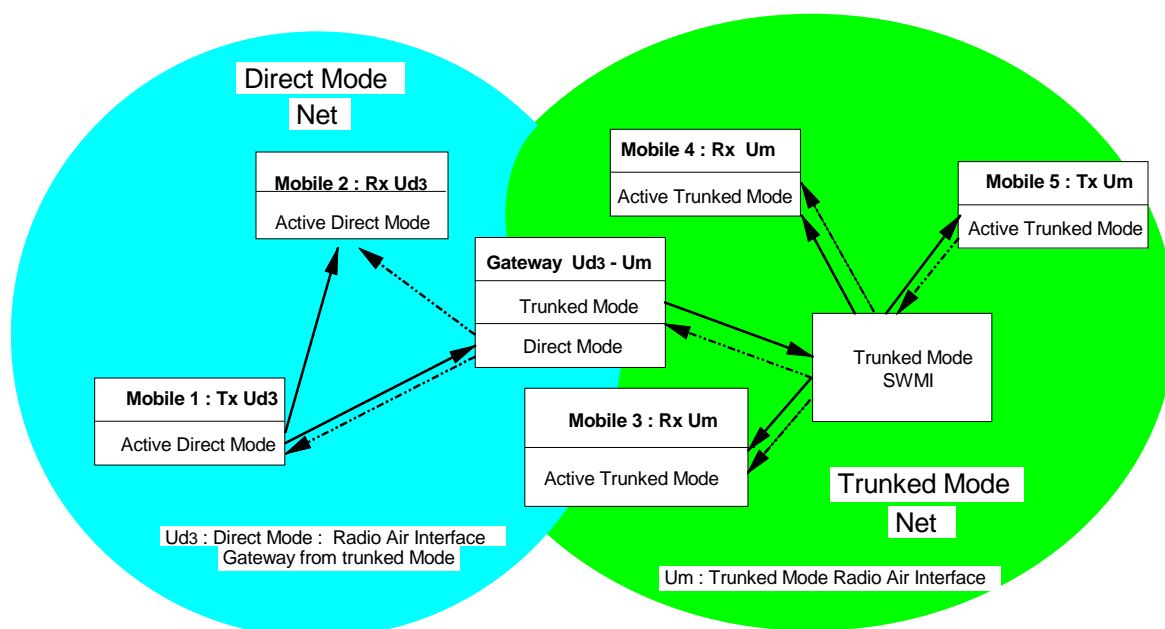 Direct Mode
Net
Mobile 2 : Rx Ud3
Active Direct Mode
Mobile 4 : Rx Um
Active Trunked Mode
Mobile 5 : Tx Um
Active Trunked Mode
Gateway Ud3 - Um
Trunked Mode
Direct Mode
Trunked Mode
SWMI
Mobile 1 : Tx Ud3
Active Direct Mode
Mobile 3 : Rx Um
Active Trunked Mode
Trunked Mode
Net
Ud3 : Direct Mode : Radio Air Interface
Gateway from trunked Mode
Um : Trunked Mode Radio Air Interface